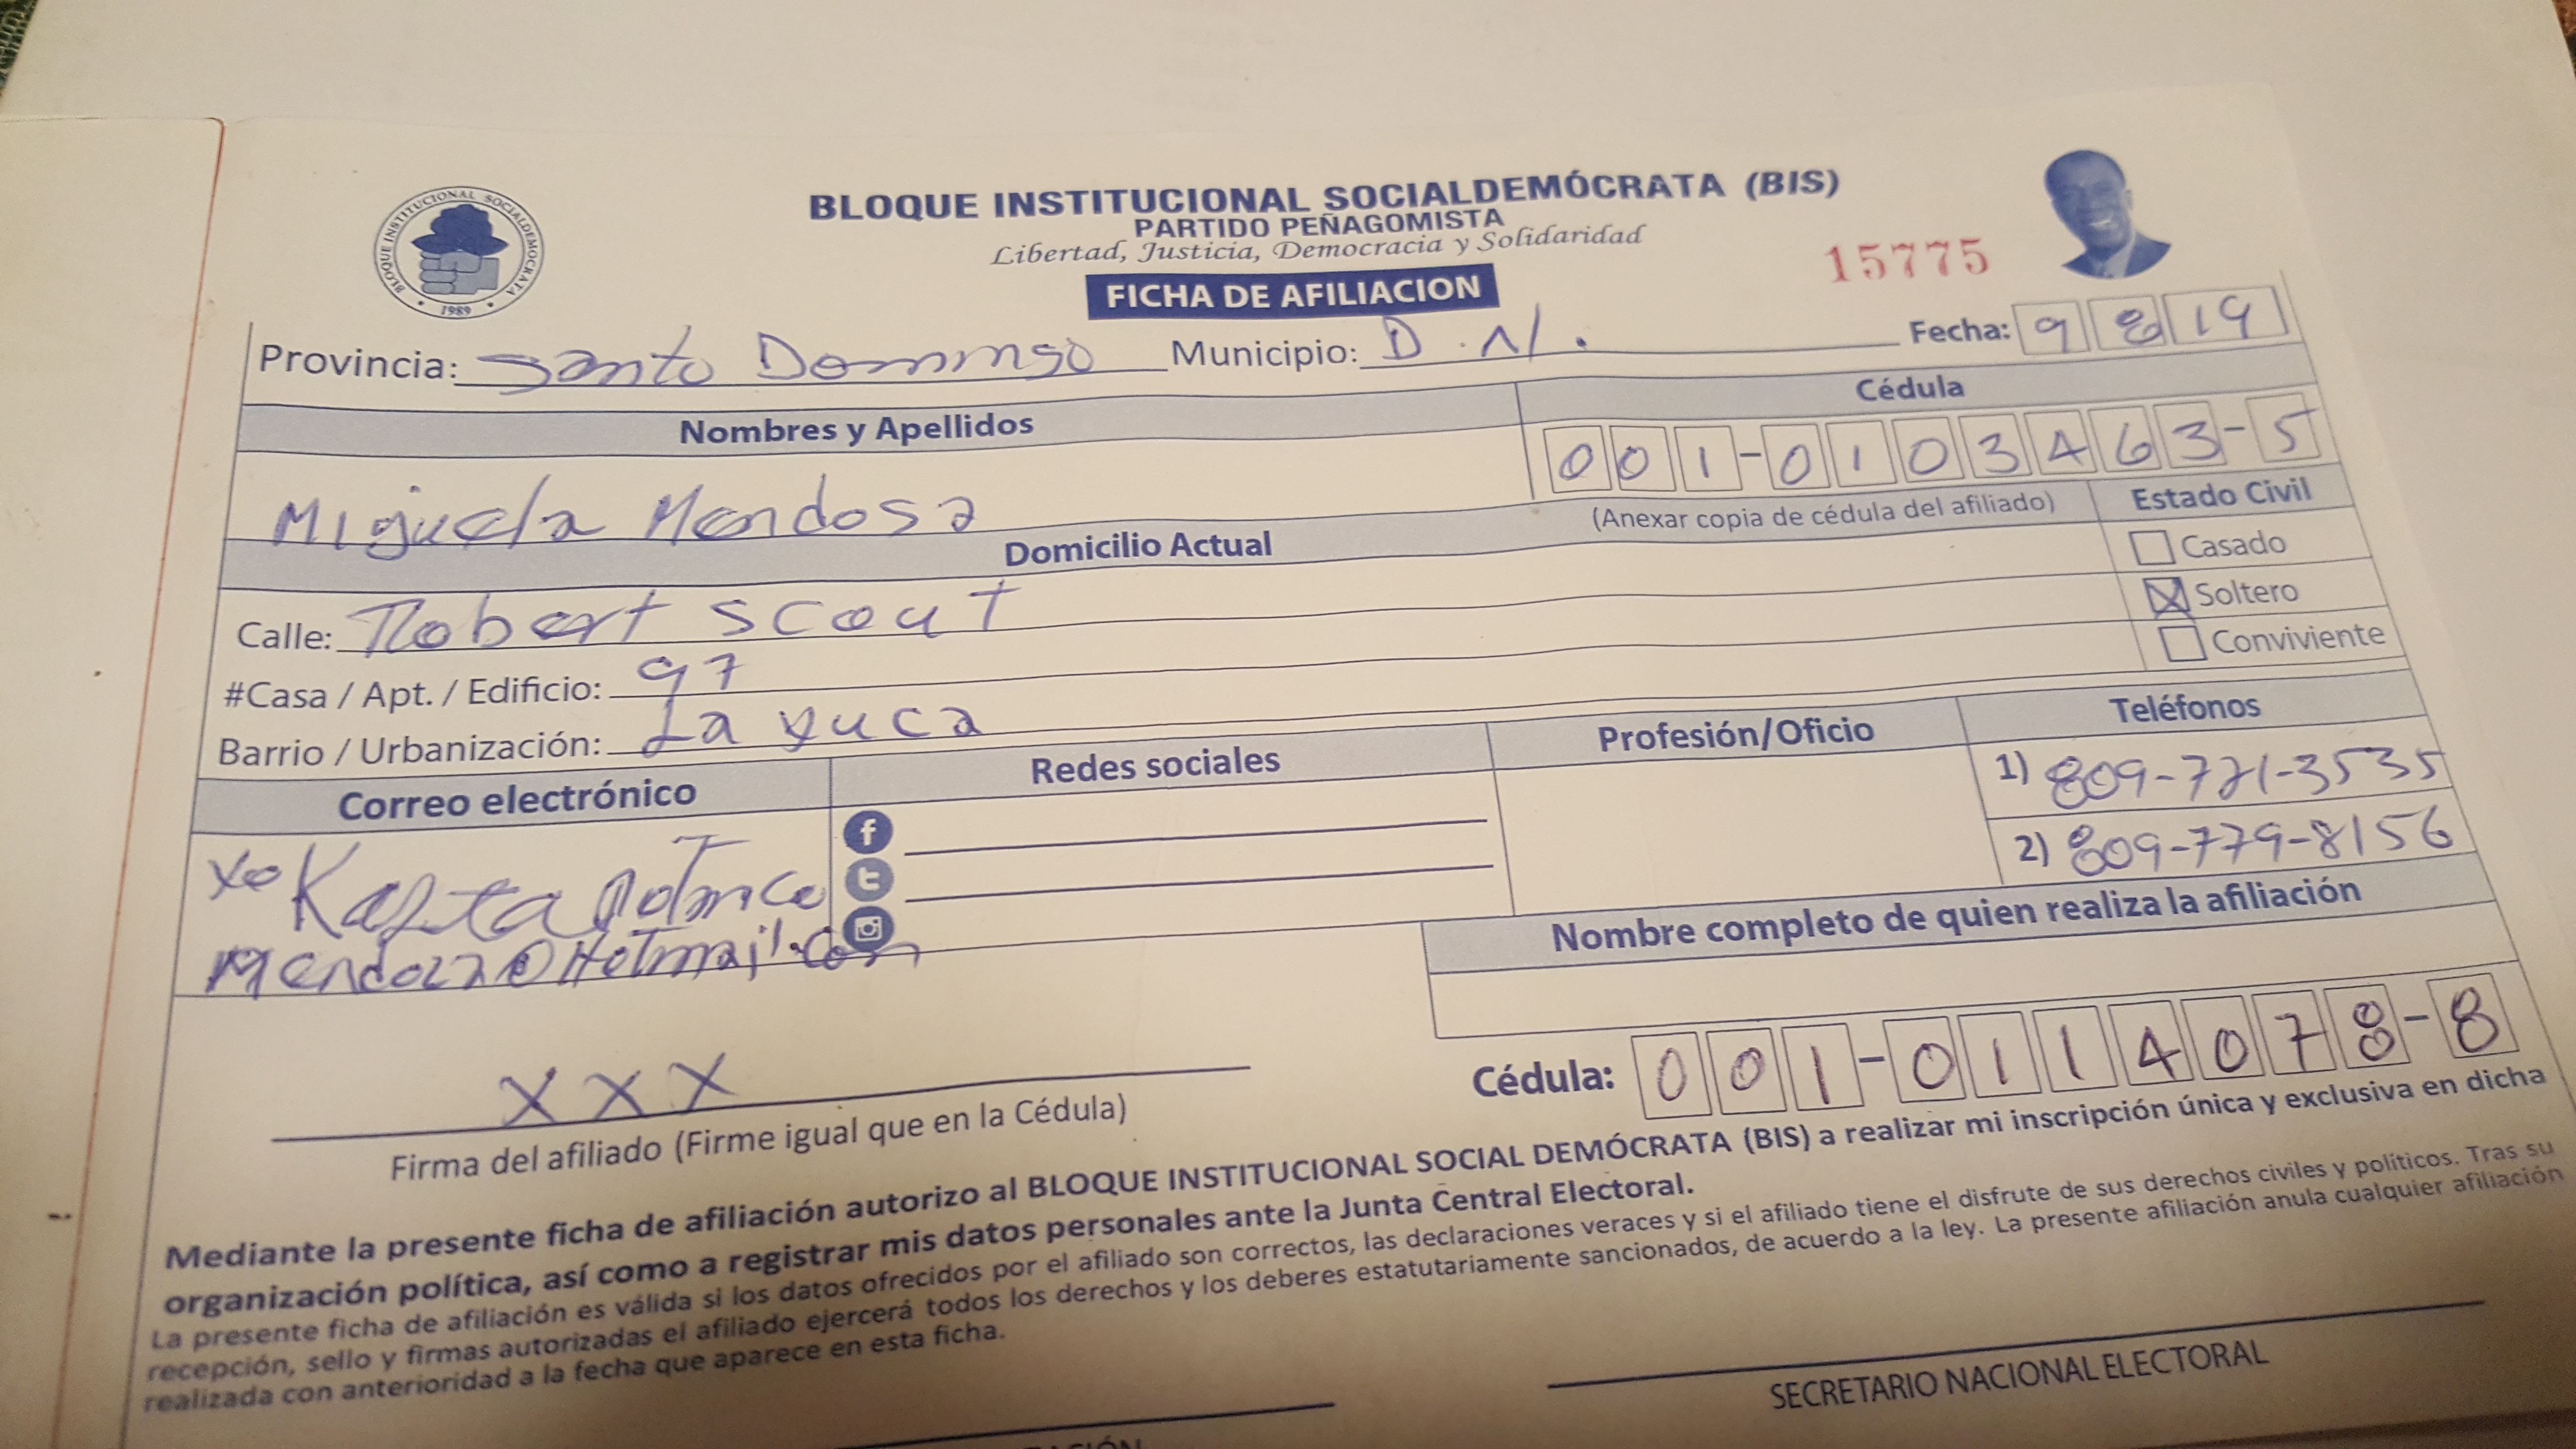 BLOQUE INSTITUCIONAL SOCIALDEMOCRATA
1989
BLOQUE INSTITUCIONAL SOCIALDEMÓCRATA (BIS)
PARTIDO PEÑAGOMISTA
Libertad, Justicia, Democracia y Solidaridad
15775
FICHA DE AFILIACION
Provincia: Santo Domingo Municipio: D.N. Fecha: 9 8 19
Nombres y Apellidos Cédula
Miguela Mendosa 001-0103463-5
(Anexar copia de cédula del afiliado) Estado Civil
Domicilio Actual Casado
Calle: Robert Scout Soltero
#Casa / Apt. / Edificio: 97 Conviviente
Barrio / Urbanización: La yuca
Correo electrónico Redes sociales Profesión/Oficio Teléfonos
1) 809-771-3535
2) 809-779-8156
Mendoza@Hotmail.Com
Nombre completo de quien realiza la afiliación
Cédula: 001-0114078-8
X X X
Firma del afiliado (Firme igual que en la Cédula)
Mediante la presente ficha de afiliación autorizo al BLOQUE INSTITUCIONAL SOCIAL DEMÓCRATA (BIS) a realizar mi inscripción única y exclusiva en dicha
organización política, así como a registrar mis datos personales ante la Junta Central Electoral.
La presente ficha de afiliación es válida si los datos ofrecidos por el afiliado son correctos, las declaraciones veraces y si el afiliado tiene el disfrute de sus derechos civiles y políticos. Tras su
recepción, sello y firmas autorizadas el afiliado ejercerá todos los derechos y los deberes estatutariamente sancionados, de acuerdo a la ley. La presente afiliación anula cualquier afiliación
realizada con anterioridad a la fecha que aparece en esta ficha.
SECRETARIO NACIONAL ELECTORAL